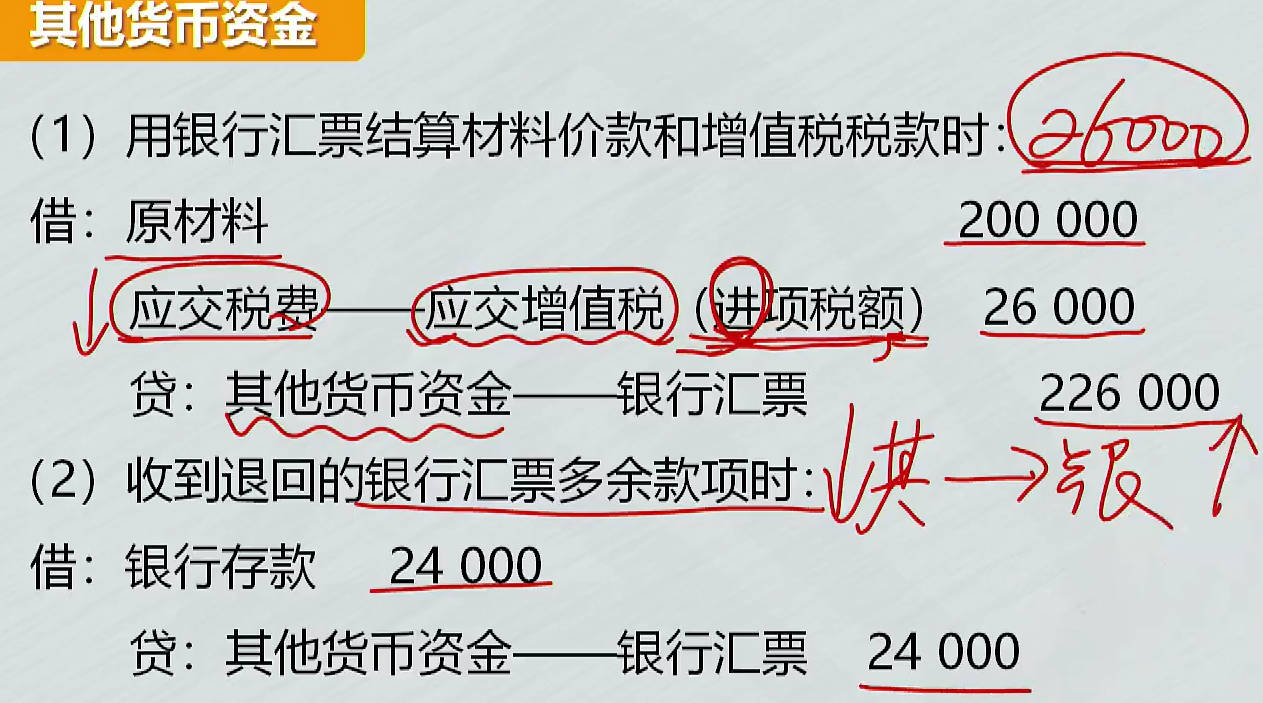 其他货币资金
（1）用银行汇票结算材料价款和增值税税款时：26000
借：原材料 200 000
应交税费——应交增值税（进项税额） 26 000
贷：其他货币资金——银行汇票 226 000
（2）收到退回的银行汇票多余款项时：其→银
借：银行存款 24 000
贷：其他货币资金——银行汇票 24 000